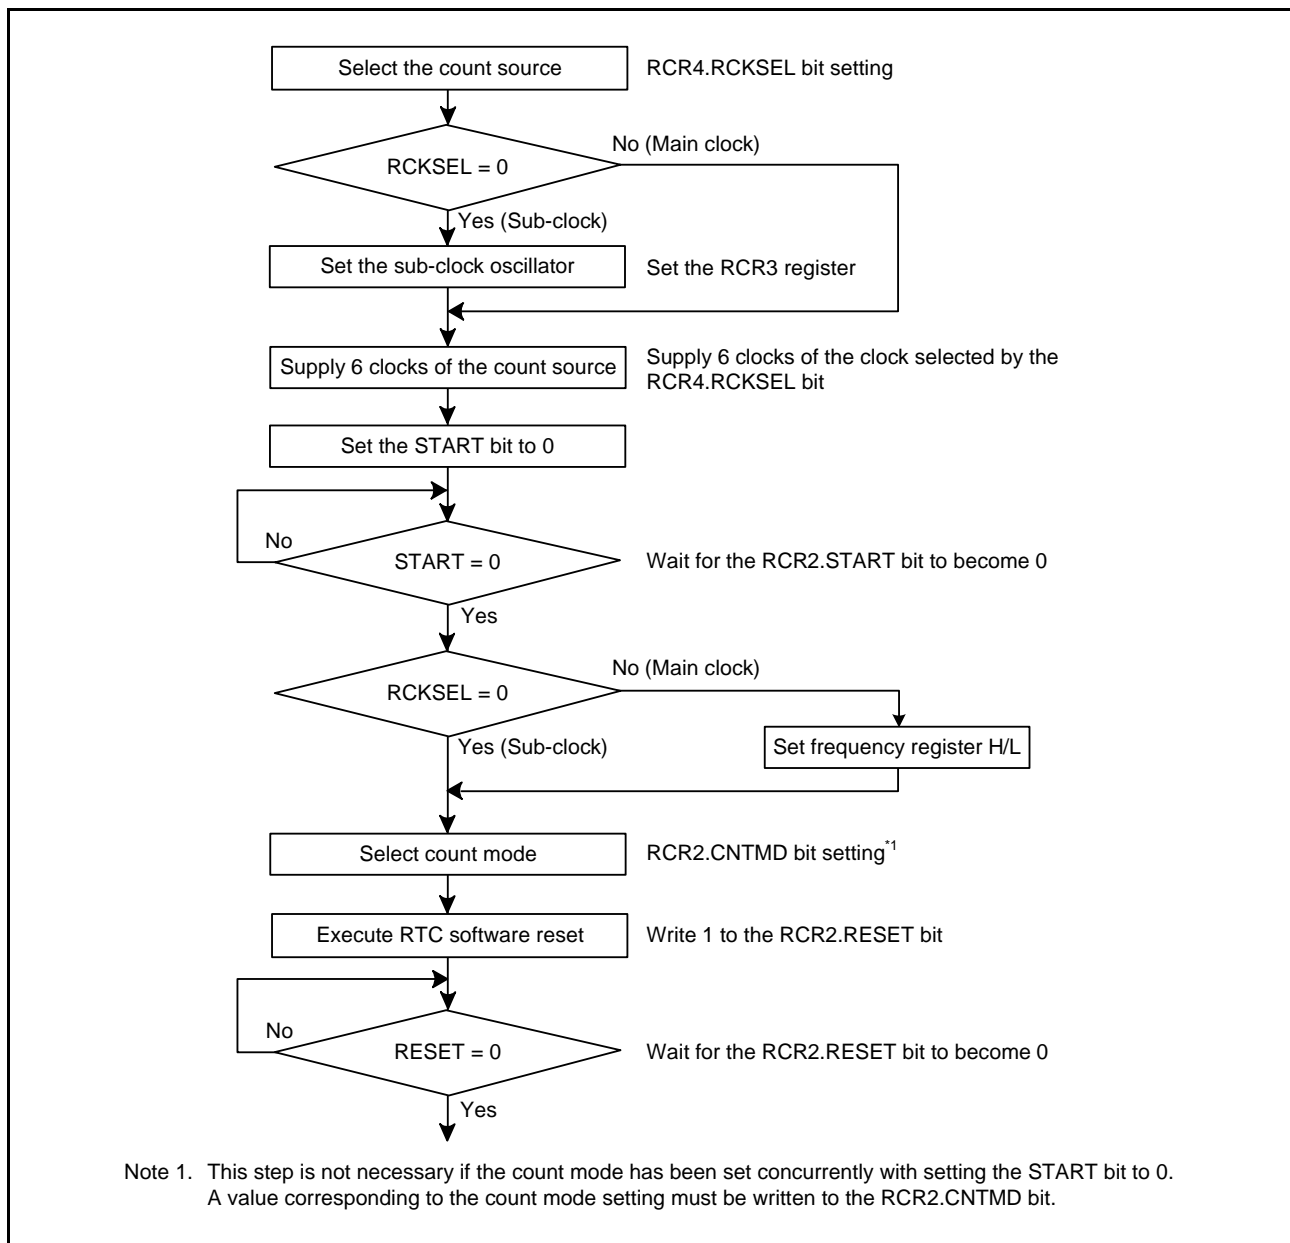 Select the count source
RCR4.RCKSEL bit setting
No (Main clock)
RCKSEL = 0
Yes (Sub-clock)
Set the sub-clock oscillator
Set the RCR3 register
Supply 6 clocks of the count source
Supply 6 clocks of the clock selected by the
RCR4.RCKSEL bit
Set the START bit to 0
No
START = 0
Wait for the RCR2.START bit to become 0
Yes
No (Main clock)
RCKSEL = 0
Yes (Sub-clock)
Set frequency register H/L
Select count mode
RCR2.CNTMD bit setting*1
Execute RTC software reset
Write 1 to the RCR2.RESET bit
No
RESET = 0
Wait for the RCR2.RESET bit to become 0
Yes
Note 1. This step is not necessary if the count mode has been set concurrently with setting the START bit to 0.
A value corresponding to the count mode setting must be written to the RCR2.CNTMD bit.